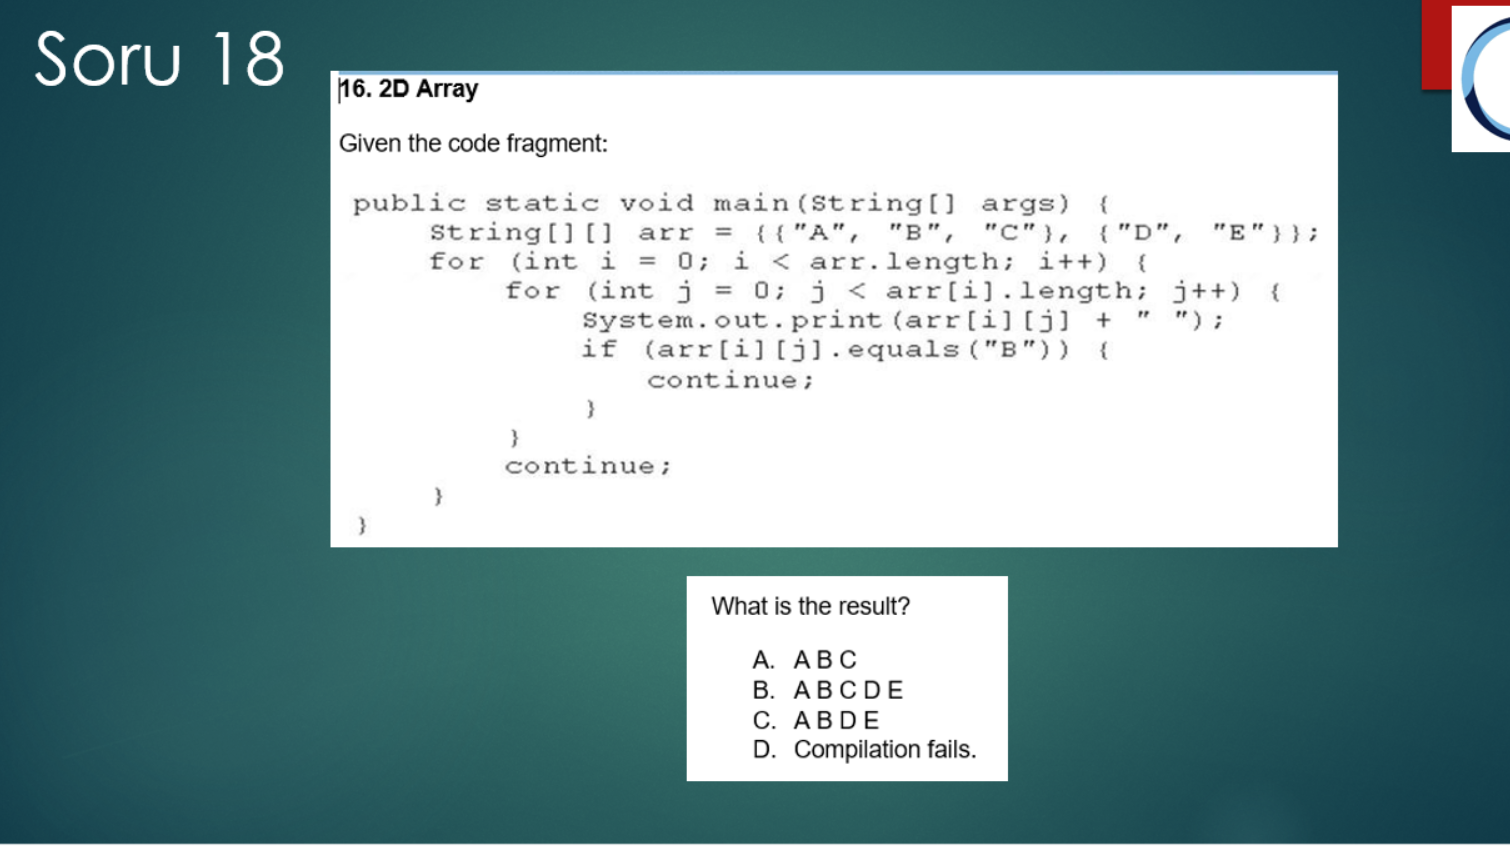 Soru 18
16. 2D Array
Given the code fragment:
public static void main(String[] args) {
String[][] arr = {{"A", "B", "C"}, {"D", "E"}};
for (int i = 0; i < arr.length; i++) {
for (int j = 0; j < arr[i].length; j++) {
System.out.print(arr[i][j] + " ");
if (arr[i][j].equals("B")) {
continue;
}
}
continue;
}
}
What is the result?
A. A B C
B. A B C D E
C. A B D E
D. Compilation fails.